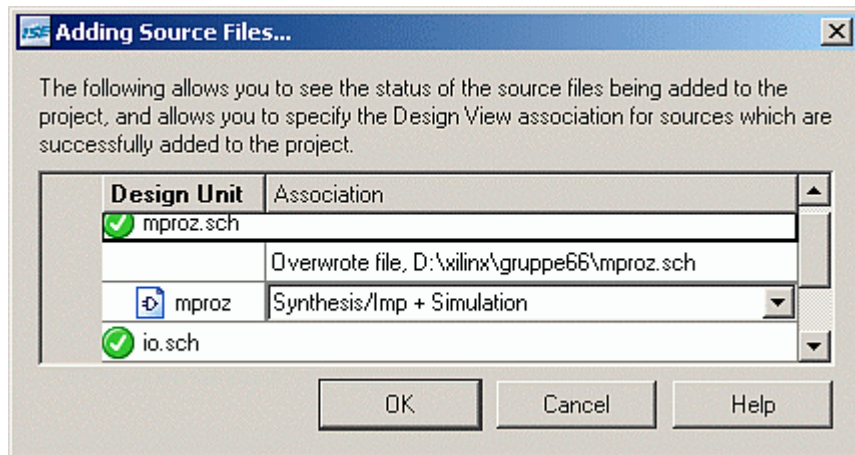 ISE Adding Source Files...
The following allows you to see the status of the source files being added to the
project, and allows you to specify the Design View association for sources which are
successfully added to the project.
Design Unit Association
mproz.sch
Overwrote file, D:\xilinx\gruppe66\mproz.sch
mproz Synthesis/Imp + Simulation
io.sch
OK Cancel Help